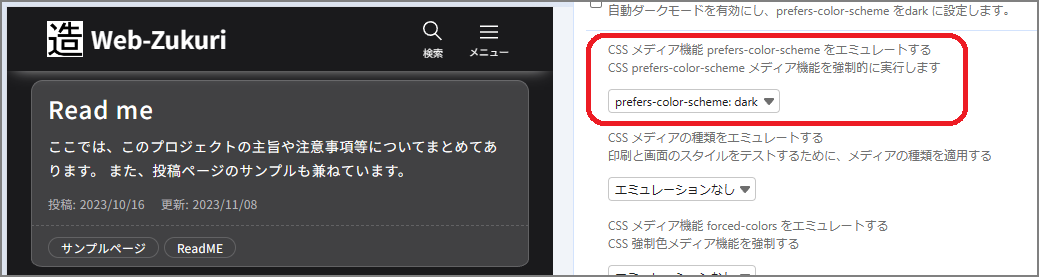 造 Web-Zukuri
検索
メニュー
Read me
ここでは、このプロジェクトの主旨や注意事項等についてまとめてあ
ります。 また、投稿ページのサンプルも兼ねています。
投稿: 2023/10/16 更新: 2023/11/08
サンプルページ
ReadME
自動ダークモードを有効にし、prefers-color-scheme をdark に設定します。
CSS メディア機能 prefers-color-scheme をエミュレートする
CSS prefers-color-scheme メディア機能を強制的に実行します
prefers-color-scheme: dark
CSS メディアの種類をエミュレートする
印刷と画面のスタイルをテストするために、メディアの種類を適用する
エミュレーションなし
CSS メディア機能 forced-colors をエミュレートする
CSS 強制色メディア機能を強制する